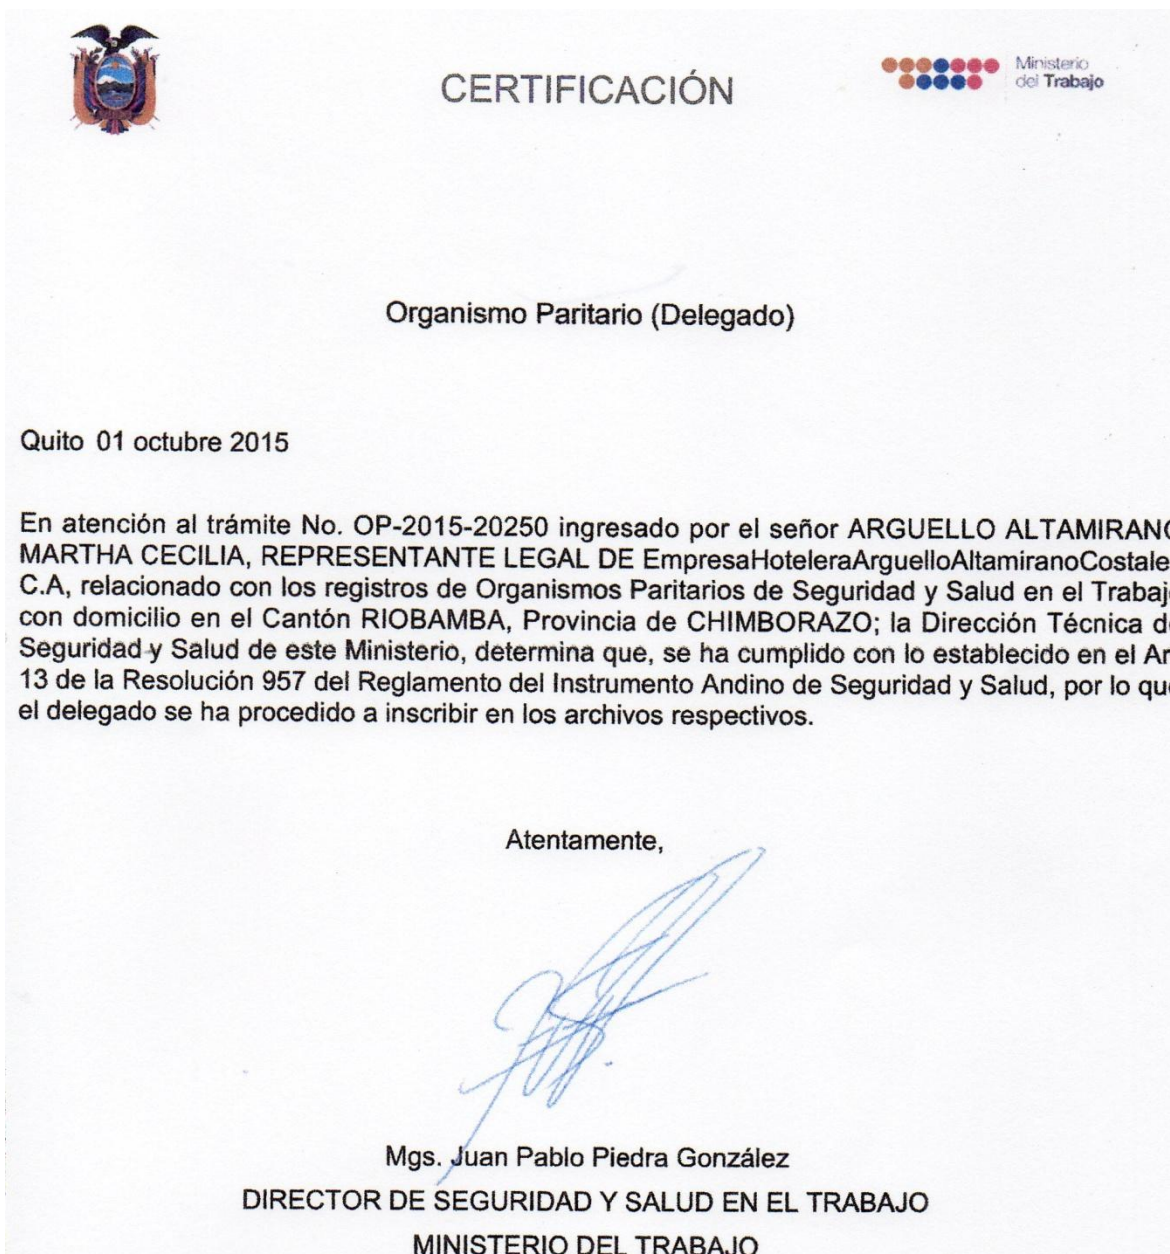 CERTIFICACIÓN
Ministerio
del Trabajo
Organismo Paritario (Delegado)
Quito 01 octubre 2015
En atención al trámite No. OP-2015-20250 ingresado por el señor ARGUELLO ALTAMIRANO
MARTHA CECILIA, REPRESENTANTE LEGAL DE EmpresaHoteleraArguelloAltamiranoCostale
C.A, relacionado con los registros de Organismos Paritarios de Seguridad y Salud en el Trabaj
con domicilio en el Cantón RIOBAMBA, Provincia de CHIMBORAZO; la Dirección Técnica d
Seguridad y Salud de este Ministerio, determina que, se ha cumplido con lo establecido en el Ar
13 de la Resolución 957 del Reglamento del Instrumento Andino de Seguridad y Salud, por lo qu
el delegado se ha procedido a inscribir en los archivos respectivos.
Atentamente,
Mgs. Juan Pablo Piedra González
DIRECTOR DE SEGURIDAD Y SALUD EN EL TRABAJO
MINISTERIO DEL TRABAJO